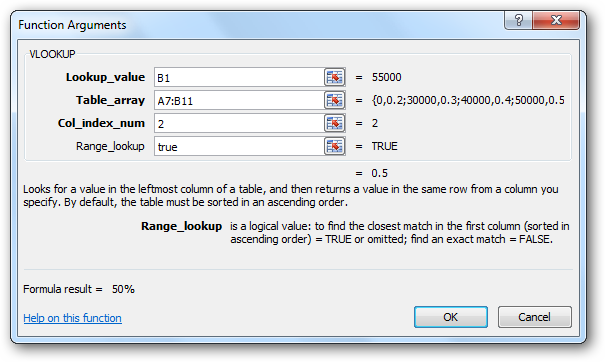 Function Arguments
VLOOKUP
Lookup_value B1 = 55000
Table_array A7:B11 = {0,0.2;30000,0.3;40000,0.4;50000,0.5
Col_index_num 2 = 2
Range_lookup true = TRUE
= 0.5
Looks for a value in the leftmost column of a table, and then returns a value in the same row from a column you
specify. By default, the table must be sorted in an ascending order.
Range_lookup is a logical value: to find the closest match in the first column (sorted in
ascending order) = TRUE or omitted; find an exact match = FALSE.
Formula result = 50%
Help on this function OK Cancel